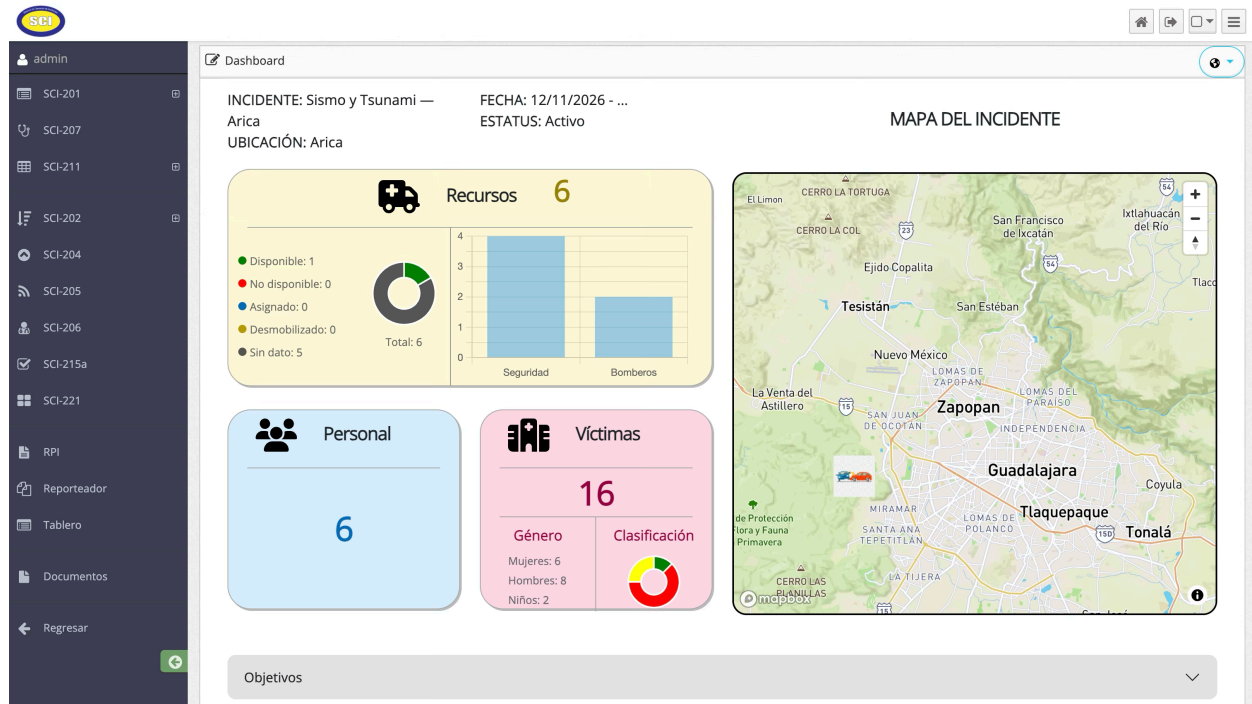 SCI
admin
SCI-201
SCI-207
SCI-211
SCI-202
SCI-204
SCI-205
SCI-206
SCI-215a
SCI-221
RPI
Reporteador
Tablero
Documentos
Regresar
Dashboard
INCIDENTE: Sismo y Tsunami —
Arica
UBICACIÓN: Arica
FECHA: 12/11/2026 - ...
ESTATUS: Activo
MAPA DEL INCIDENTE
Recursos 6
Disponible: 1
No disponible: 0
Asignado: 0
Desmobilizado: 0
Sin dato: 5
Total: 6
4
3
2
1
0
Seguridad
Bomberos
Personal
6
Víctimas
16
Género
Mujeres: 6
Hombres: 8
Niños: 2
Clasificación
El Limon
CERRO LA TORTUGA
CERRO LA COL
23
54
San Francisco
de Ixcatán
Ixtlahuacán
del Río
54
Ejido Copalita
Tlaco
Tesistán
San Estéban
Nuevo México
LOMAS DE
ZAPOPAN
LOMAS DEL
PARAÍSO
La Venta del
Astillero
15
Zapopan
SAN JUAN
DE OCOTÁN
INDEPENDENCIA
Guadalajara
Coyula
MIRAMAR
LOMAS DE
POLANCO
Tlaquepaque
15D
Tonalá
de Protección
Flora y Fauna
Primavera
SANTA ANA
TEPETITLÁN
CERRO LAS
PLANILLAS
LA TIJERA
mapbox
15
Objetivos